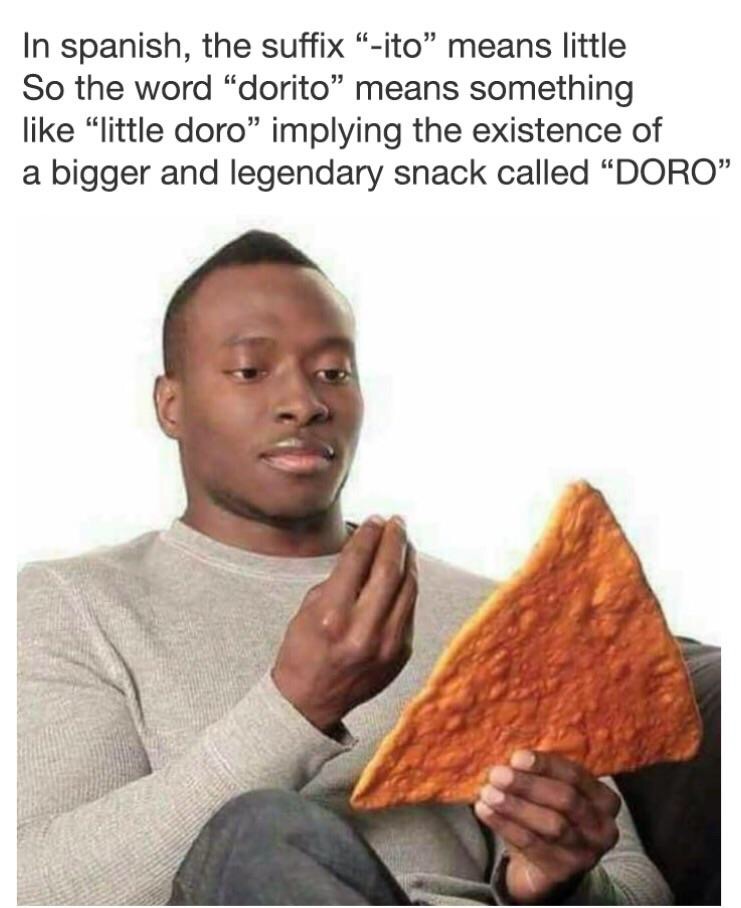 In spanish, the suffix “-ito” means little
So the word “dorito” means something
like “little doro” implying the existence of
a bigger and legendary snack called “DORO”